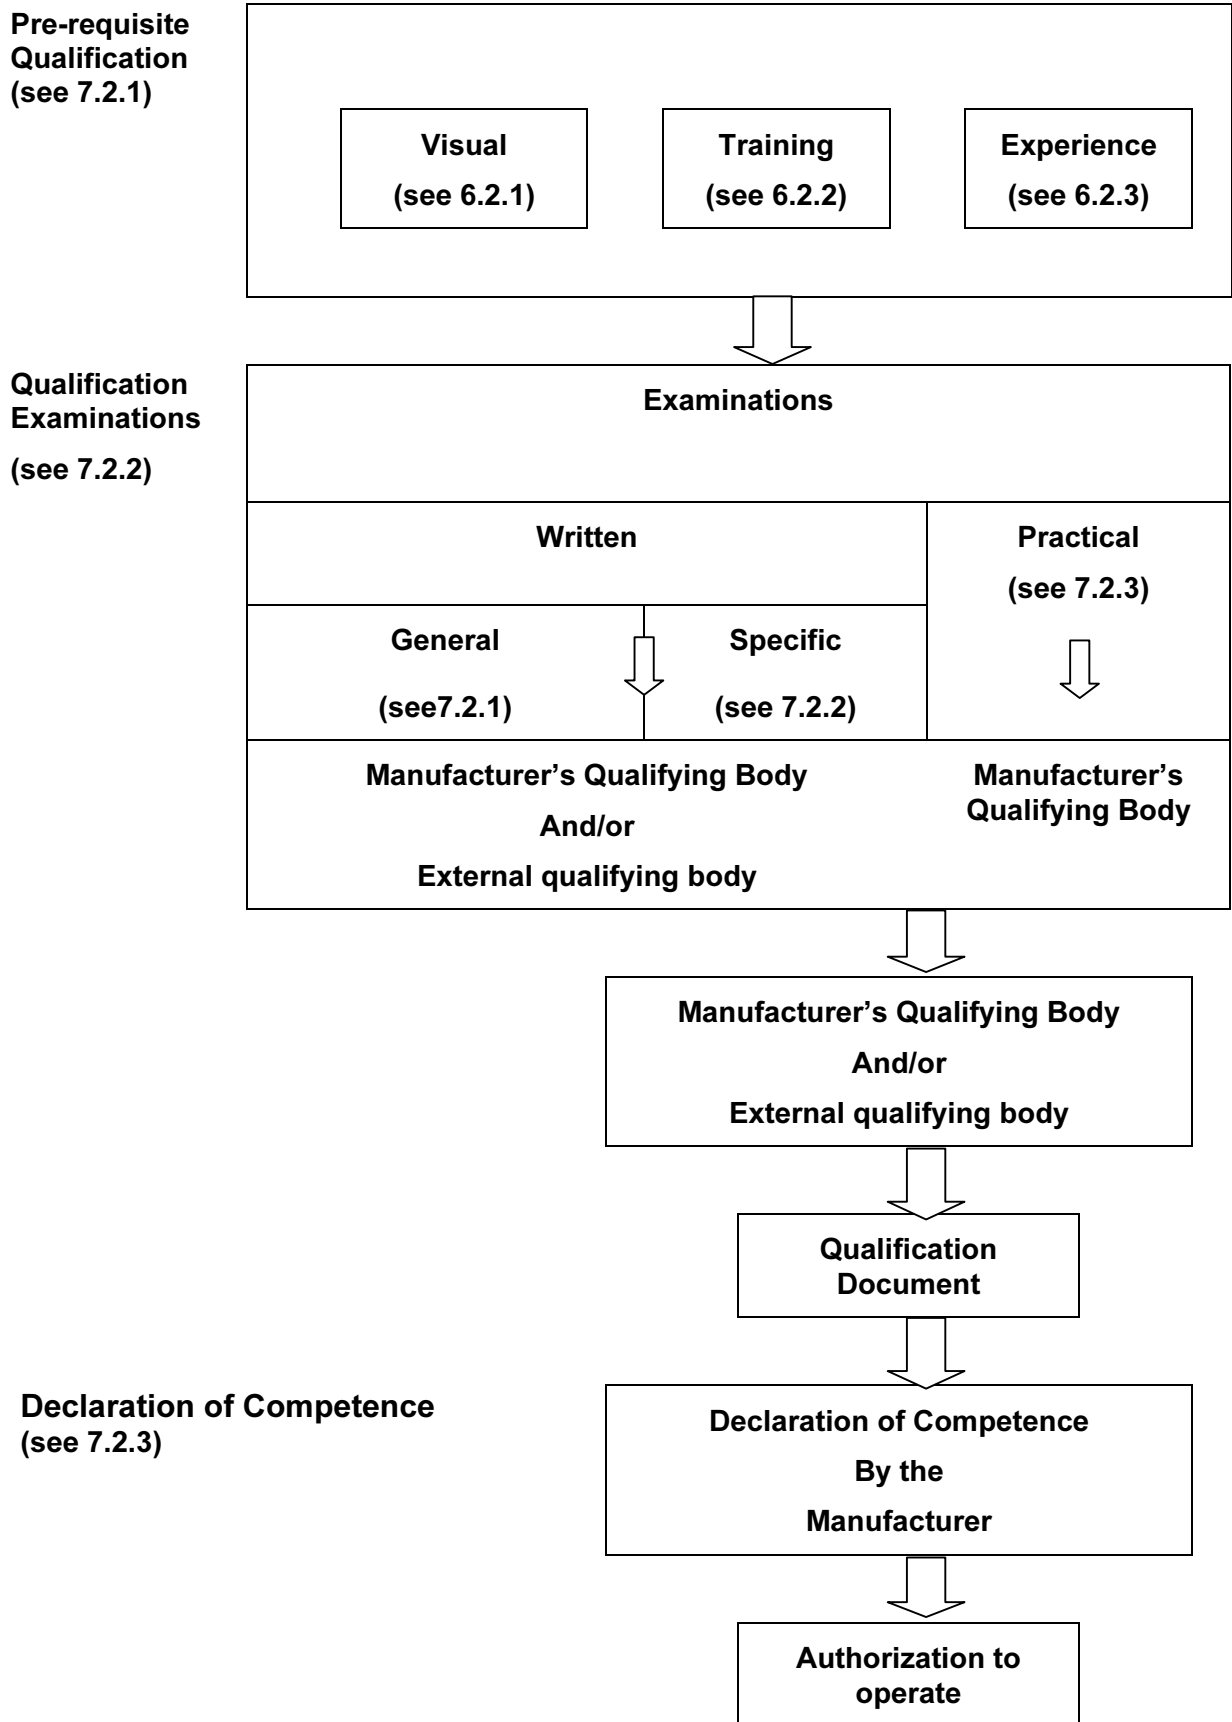 Pre-requisite
Qualification
(see 7.2.1)
Visual
(see 6.2.1)
Training
(see 6.2.2)
Experience
(see 6.2.3)
Qualification
Examinations
(see 7.2.2)
Examinations
Written
Practical
(see 7.2.3)
General
(see7.2.1)
Specific
(see 7.2.2)
Manufacturer’s Qualifying Body
And/or
External qualifying body
Manufacturer’s
Qualifying Body
Manufacturer’s Qualifying Body
And/or
External qualifying body
Qualification
Document
Declaration of Competence
(see 7.2.3)
Declaration of Competence
By the
Manufacturer
Authorization to
operate